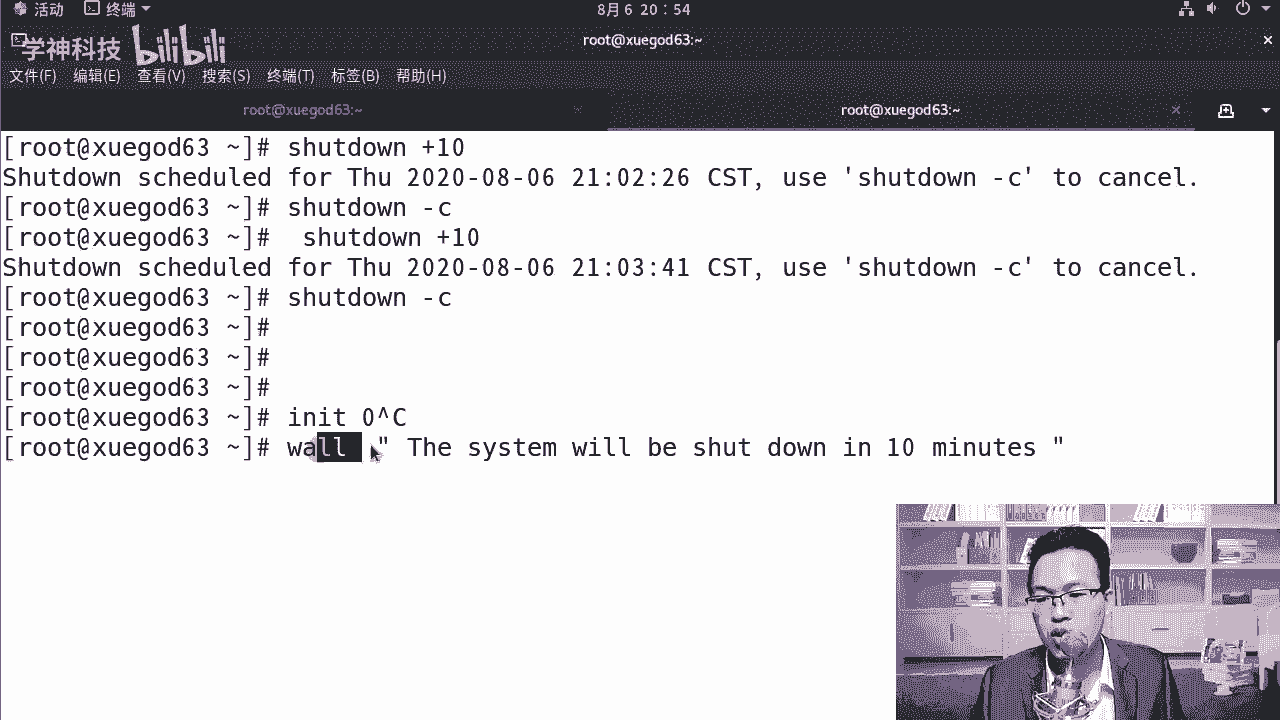 活动 终端 8月 6 20：54
学神科技 bilibili root@xuegod63:~
文件(F) 编辑(E) 查看(V) 搜索(S) 终端(T) 标签(B) 帮助(H)
root@xuegod63:~ root@xuegod63:~
[root@xuegod63 ~]# shutdown +10
Shutdown scheduled for Thu 2020-08-06 21:02:26 CST, use 'shutdown -c' to cancel.
[root@xuegod63 ~]# shutdown -c
[root@xuegod63 ~]#  shutdown +10
Shutdown scheduled for Thu 2020-08-06 21:03:41 CST, use 'shutdown -c' to cancel.
[root@xuegod63 ~]# shutdown -c
[root@xuegod63 ~]#
[root@xuegod63 ~]#
[root@xuegod63 ~]#
[root@xuegod63 ~]# init 0^C
[root@xuegod63 ~]# wall  " The system will be shut down in 10 minutes "